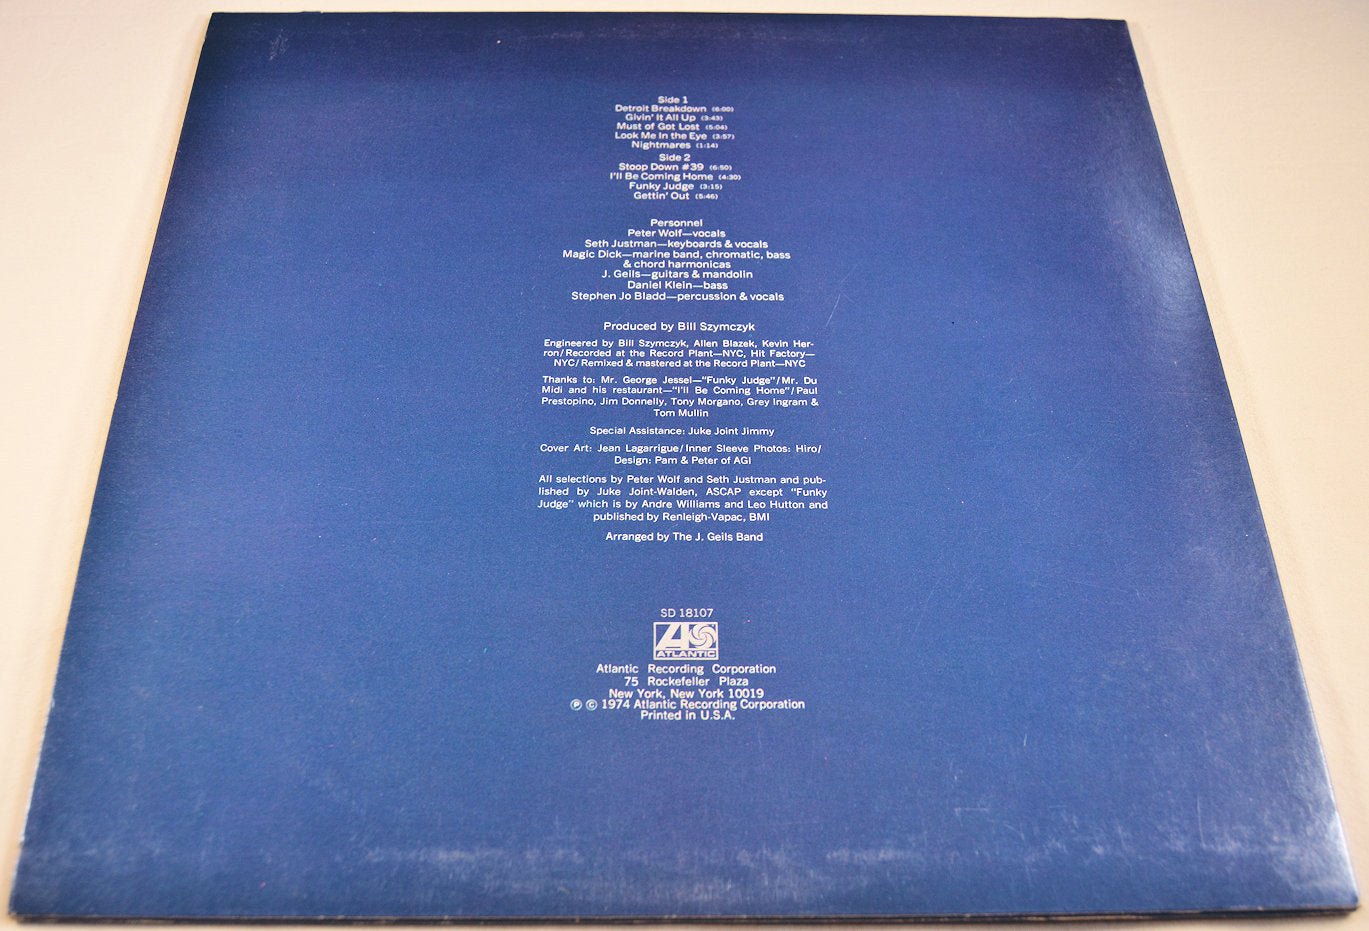 Side 1
Detroit Breakdown (6:00)
Givin' It All Up (3:43)
Must of Got Lost (5:04)
Look Me In the Eye (3:57)
Nightmares (1:14)
Side 2
Stoop Down #39 (6:50)
I'll Be Coming Home (4:30)
Funky Judge (3:15)
Gettin' Out (5:46)
Personnel
Peter Wolf—vocals
Seth Justman—keyboards & vocals
Magic Dick—marine band, chromatic, bass
& chord harmonicas
J. Geils—guitars & mandolin
Daniel Klein—bass
Stephen Jo Bladd—percussion & vocals
Produced by Bill Szymczyk
Engineered by Bill Szymczyk, Allen Blazek, Kevin Her-
ron/Recorded at the Record Plant—NYC, Hit Factory—
NYC/Remixed & mastered at the Record Plant—NYC
Thanks to: Mr. George Jessel—"Funky Judge"/Mr. Du
Midi and his restaurant—"I'll Be Coming Home"/Paul
Prestopino, Jim Donnelly, Tony Morgano, Grey Ingram &
Tom Mullin
Special Assistance: Juke Joint Jimmy
Cover Art: Jean Lagarrigue/Inner Sleeve Photos: Hiro/
Design: Pam & Peter of AGI
All selections by Peter Wolf and Seth Justman and pub-
lished by Juke Joint-Walden, ASCAP except "Funky
Judge" which is by Andre Williams and Leo Hutton and
published by Renleigh-Vapac, BMI
Arranged by The J. Geils Band
SD 18107
ATLANTIC
Atlantic Recording Corporation
75 Rockefeller Plaza
New York, New York 10019
℗ © 1974 Atlantic Recording Corporation
Printed in U.S.A.